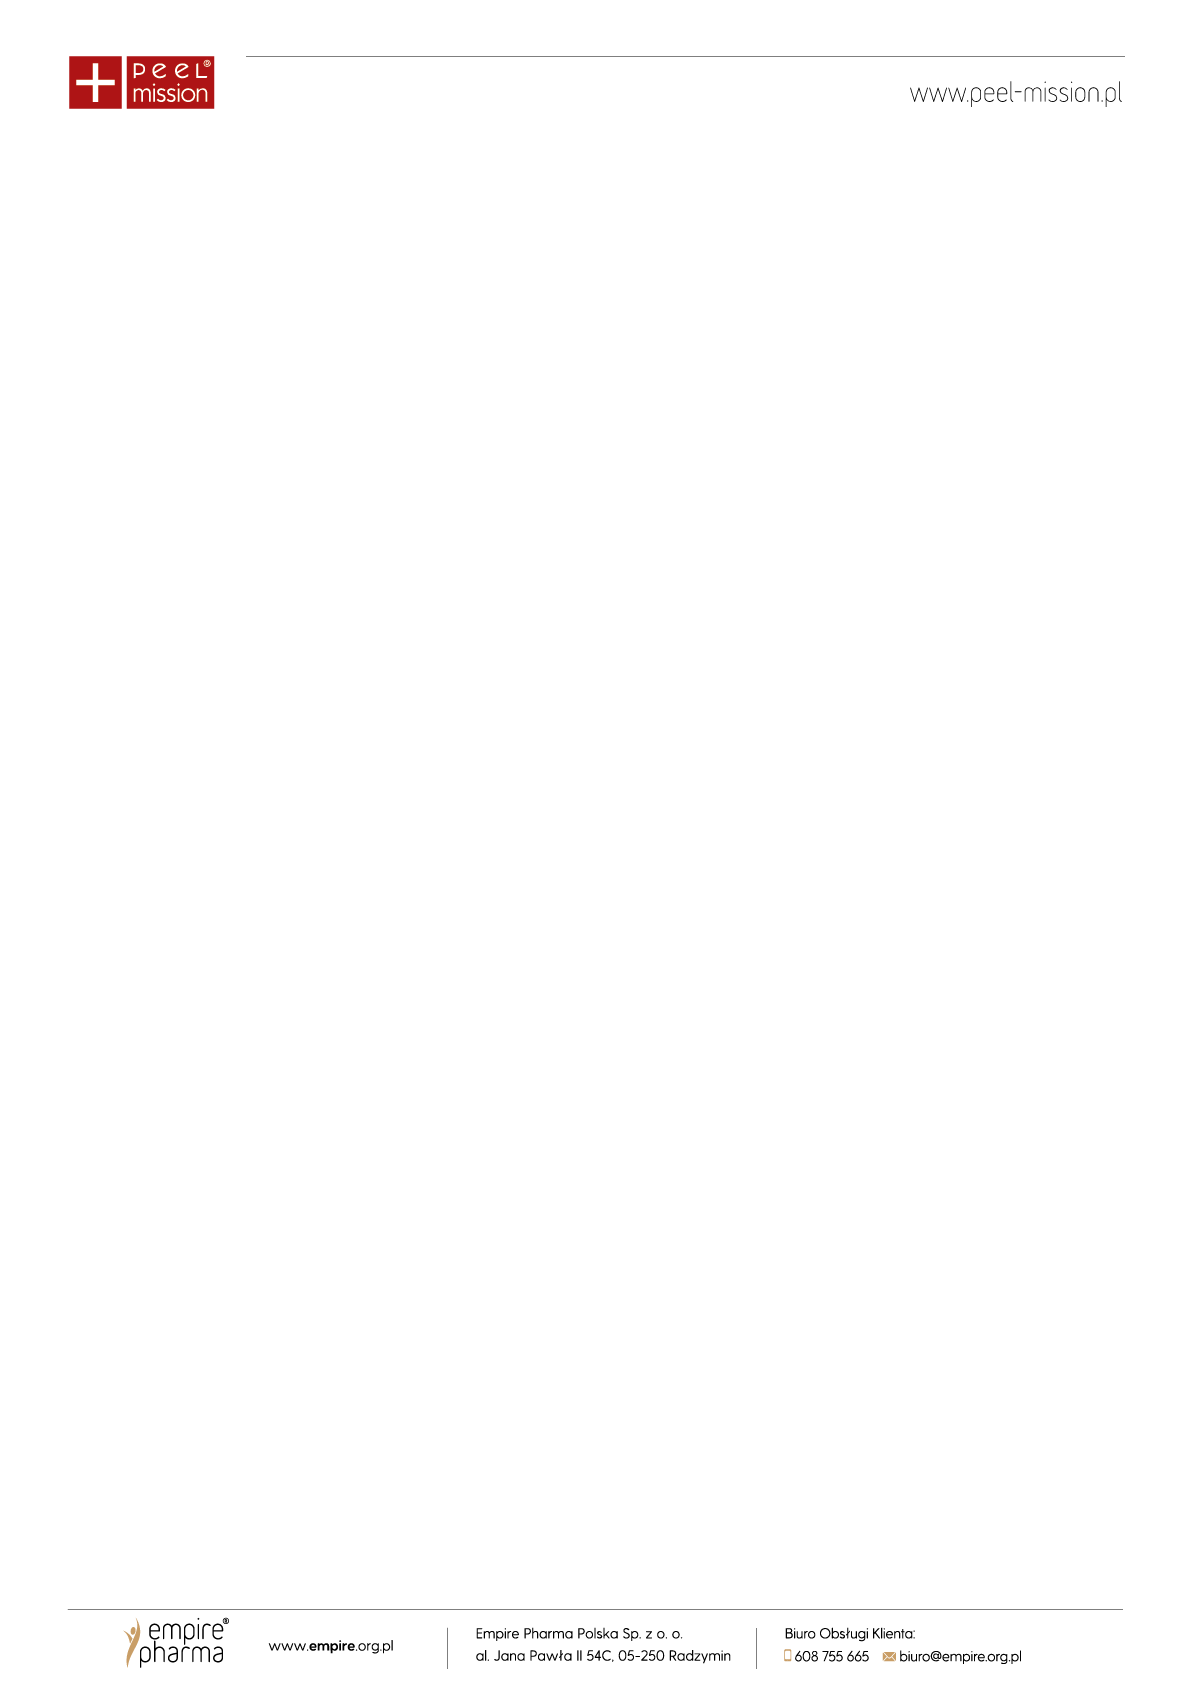 peel®
mission
www.peel-mission.pl
empire®
pharma
www.empire.org.pl
Empire Pharma Polska Sp. z o. o.
al. Jana Pawła II 54C, 05-250 Radzymin
Biuro Obsługi Klienta:
608 755 665 biuro@empire.org.pl